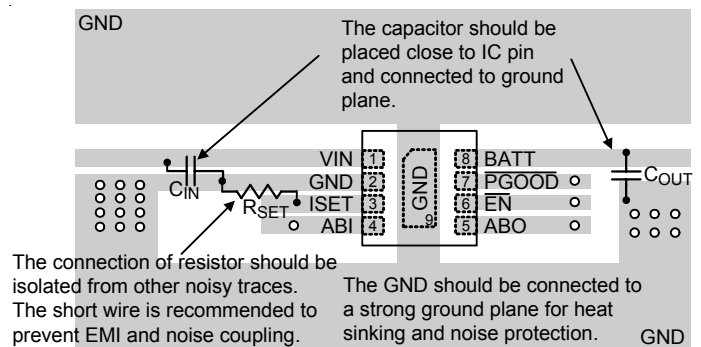 GND
The capacitor should be
placed close to IC pin
and connected to ground
plane.
VIN 1
GND 2
ISET 3
ABI 4
GND
9
8 BATT
7 PGOOD
6 EN
5 ABO
CIN
RSET
COUT
The connection of resistor should be
isolated from other noisy traces.
The short wire is recommended to
prevent EMI and noise coupling.
The GND should be connected to
a strong ground plane for heat
sinking and noise protection.
GND